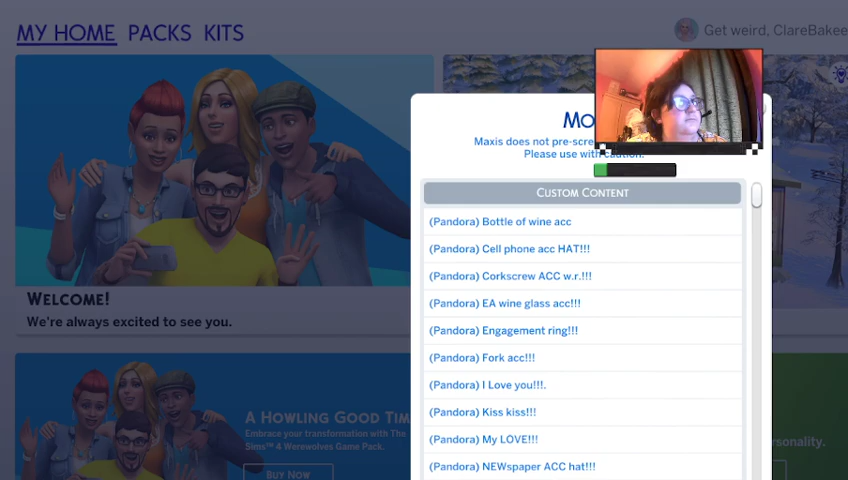 MY HOME PACKS KITS
Get weird, ClareBakee
Maxis does not pre-scre
Please use with caution.
CUSTOM CONTENT
(Pandora) Bottle of wine acc
(Pandora) Cell phone acc HAT!!!
(Pandora) Corkscrew ACC w.r.!!!
(Pandora) EA wine glass acc!!!
(Pandora) Engagement ring!!!
(Pandora) Fork acc!!!
(Pandora) I Love you!!!.
(Pandora) Kiss kiss!!!
(Pandora) My LOVE!!!
(Pandora) NEWspaper ACC hat!!!
WELCOME!
We're always excited to see you.
A HOWLING GOOD TIM
Embrace your transformation with The
Sims™ 4 Werewolves Game Pack.
BUY NOW
rsonality.